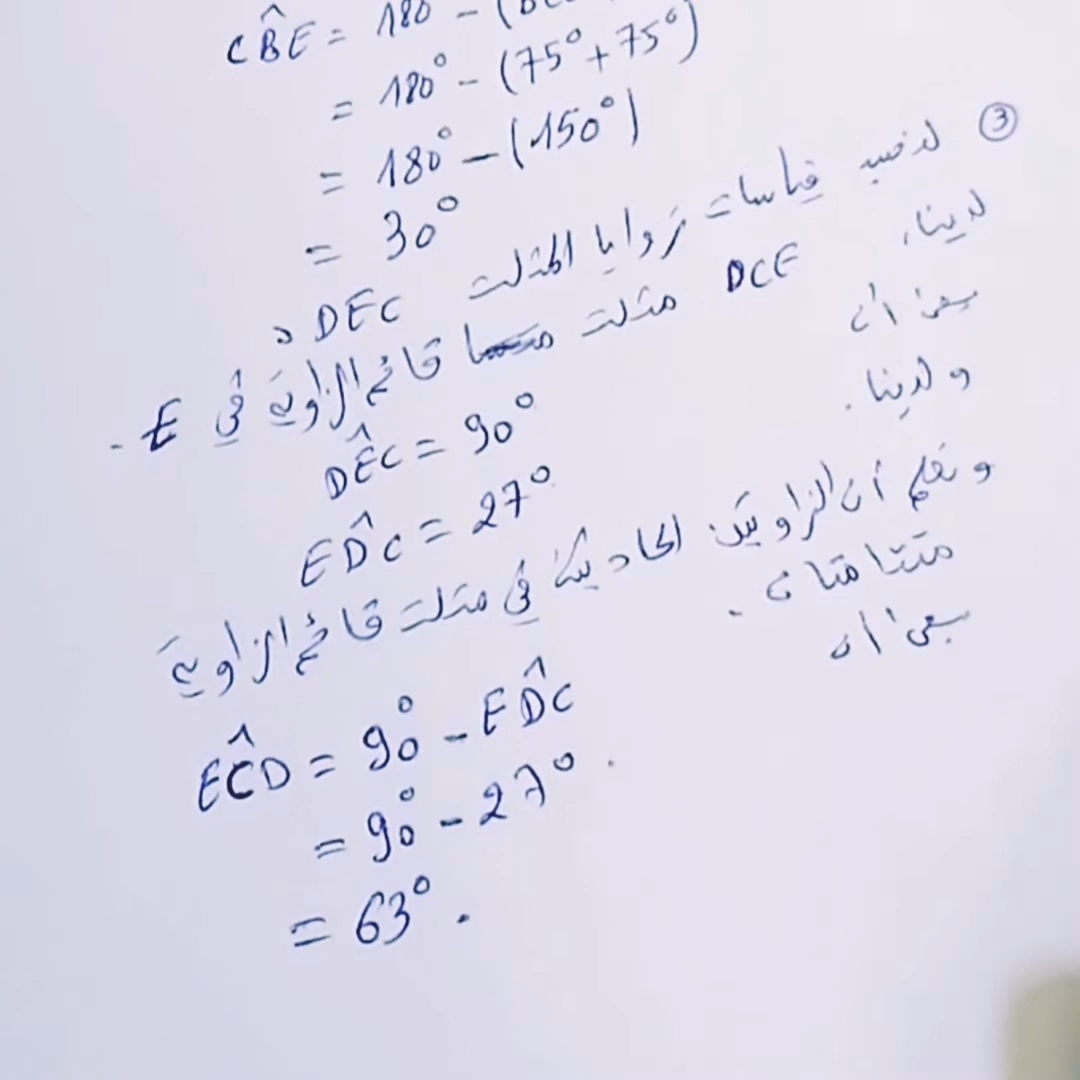 CB̂E = 180 - (
= 180° - (75° + 75°)
= 180° - (150°)
= 30°
③ لنحسب قياسات زوايا المثلث DEC
لدينا، DCE مثلث قائم الزاوية في E.
يعني أن
DÊC = 90°
ولدينا.
ED̂C = 27°
ونعلم أن الزاويتين الحادتين في مثلث قائم الزاوية
متتامتان.
يعني أن
EĈD = 90° - ED̂C
= 90° - 27°.
= 63°.